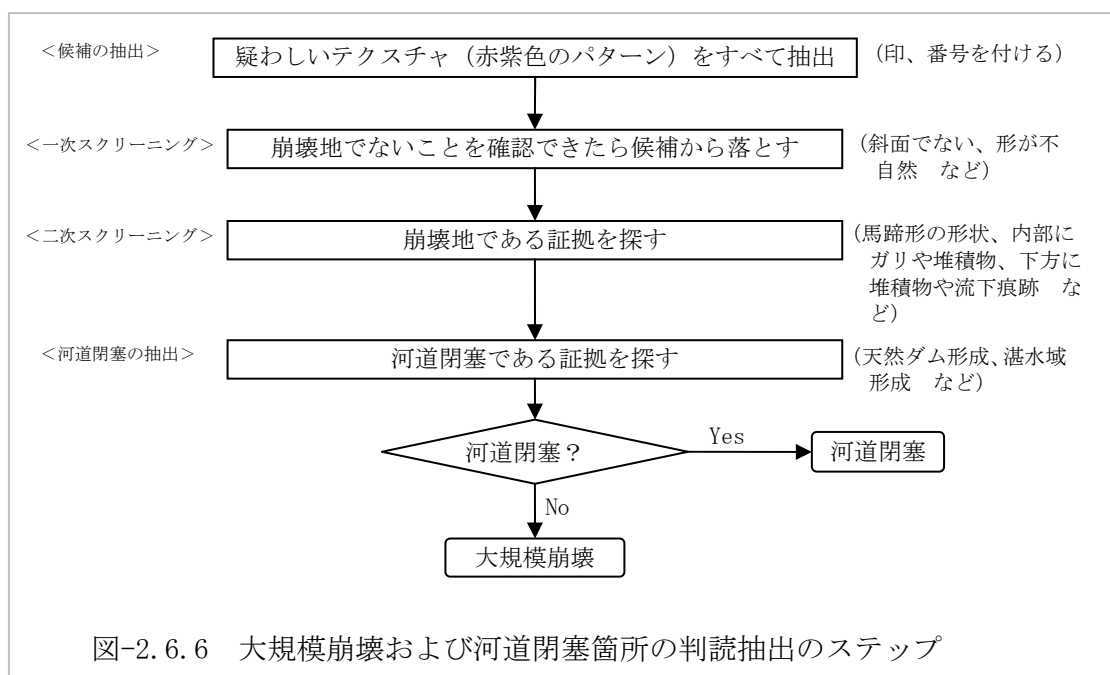 <候補の抽出>
疑わしいテクスチャ（赤紫色のパターン）をすべて抽出
(印、番号を付ける)
<一次スクリーニング>
崩壊地でないことを確認できたら候補から落とす
(斜面でない、形が不
自然　など)
<二次スクリーニング>
崩壊地である証拠を探す
(馬蹄形の形状、内部に
ガリや堆積物、下方に
堆積物や流下痕跡　な
ど)
<河道閉塞の抽出>
河道閉塞である証拠を探す
(天然ダム形成、湛水域
形成　など)
河道閉塞？
Yes
河道閉塞
No
大規模崩壊
図-2.6.6　大規模崩壊および河道閉塞箇所の判読抽出のステップ